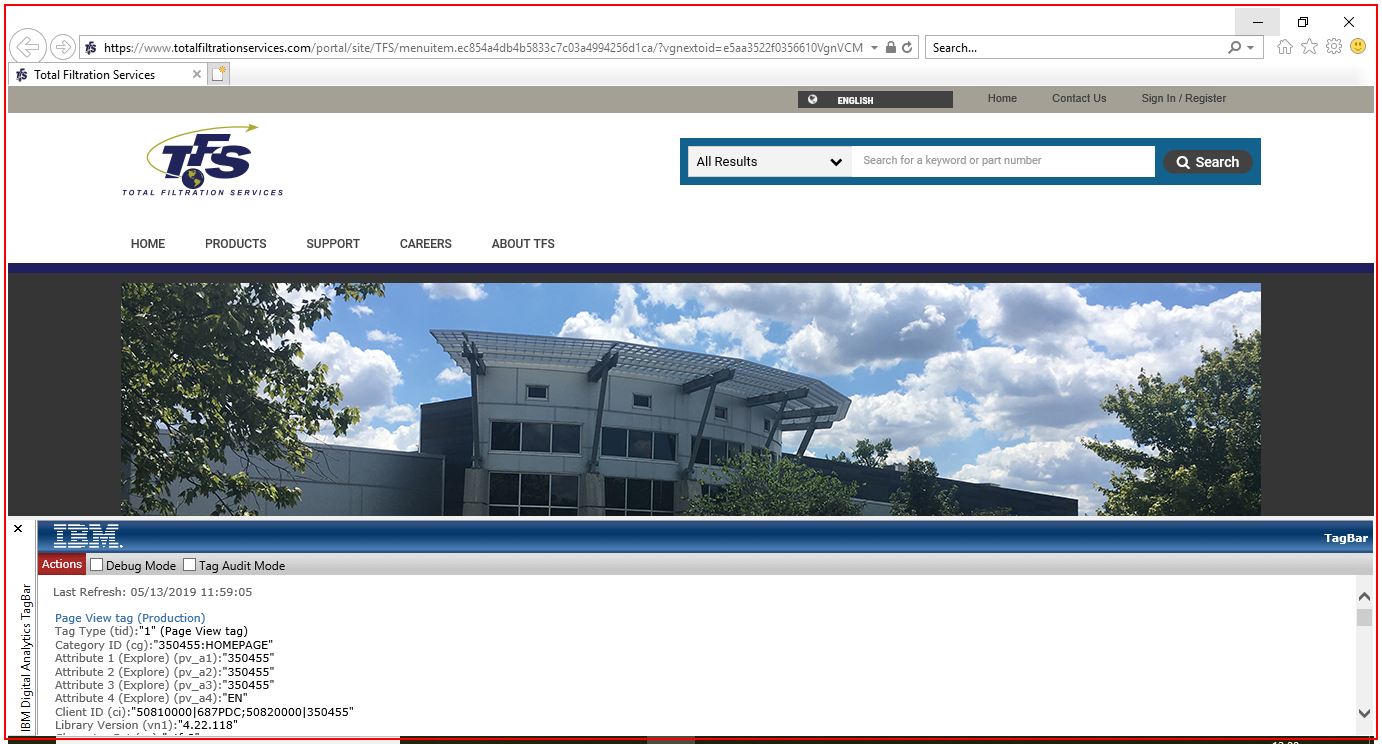 https://www.totalfiltrationservices.com/portal/site/TFS/menuitem.ec854a4db4b5833c7c03a4994256d1ca/?vgnextoid=e5aa3522f0356610VgnVCM
Search...
Total Filtration Services
ENGLISH
Home
Contact Us
Sign In / Register
TFS
TOTAL FILTRATION SERVICES
All Results
Search for a keyword or part number
Search
HOME
PRODUCTS
SUPPORT
CAREERS
ABOUT TFS
IBM Digital Analytics TagBar
IBM
TagBar
Actions
Debug Mode
Tag Audit Mode
Last Refresh: 05/13/2019 11:59:05
Page View tag (Production)
Tag Type (tid):"1" (Page View tag)
Category ID (cg):"350455:HOMEPAGE"
Attribute 1 (Explore) (pv_a1):"350455"
Attribute 2 (Explore) (pv_a2):"350455"
Attribute 3 (Explore) (pv_a3):"350455"
Attribute 4 (Explore) (pv_a4):"EN"
Client ID (ci):"50810000|687PDC;50820000|350455"
Library Version (vn1):"4.22.118"